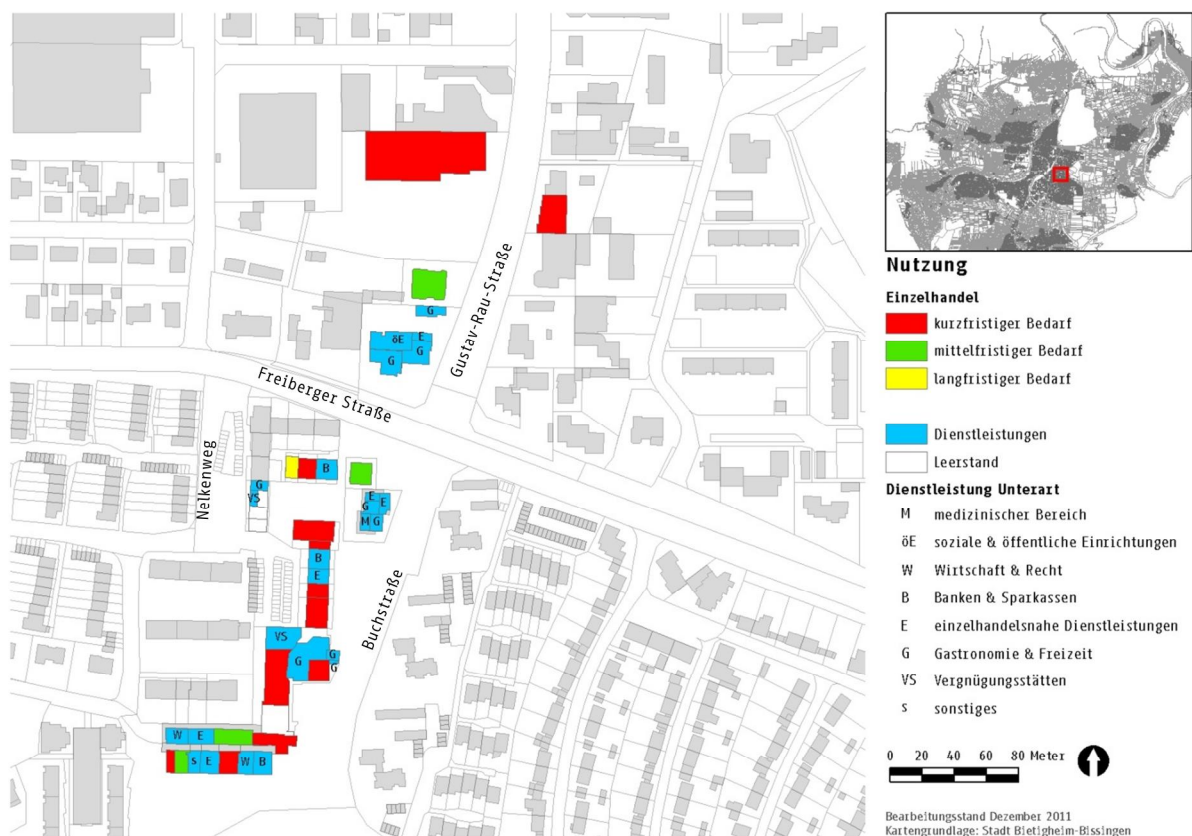 Gustav-Rau-Straße
G
öE
E
G
G
Freiberger Straße
Nelkenweg
B
G
VS
E
G
E
M
G
B
E
Buchstraße
VS
G
G
G
W
E
s
E
W
B
Nutzung
Einzelhandel
kurzfristiger Bedarf
mittelfristiger Bedarf
langfristiger Bedarf
Dienstleistungen
Leerstand
Dienstleistung Unterart
M medizinischer Bereich
öE soziale & öffentliche Einrichtungen
W Wirtschaft & Recht
B Banken & Sparkassen
E einzelhandelsnahe Dienstleistungen
G Gastronomie & Freizeit
VS Vergnügungsstätten
s sonstiges
0 20 40 60 80 Meter
Bearbeitungsstand Dezember 2011
Kartengrundlage: Stadt Bietigheim-Bissingen